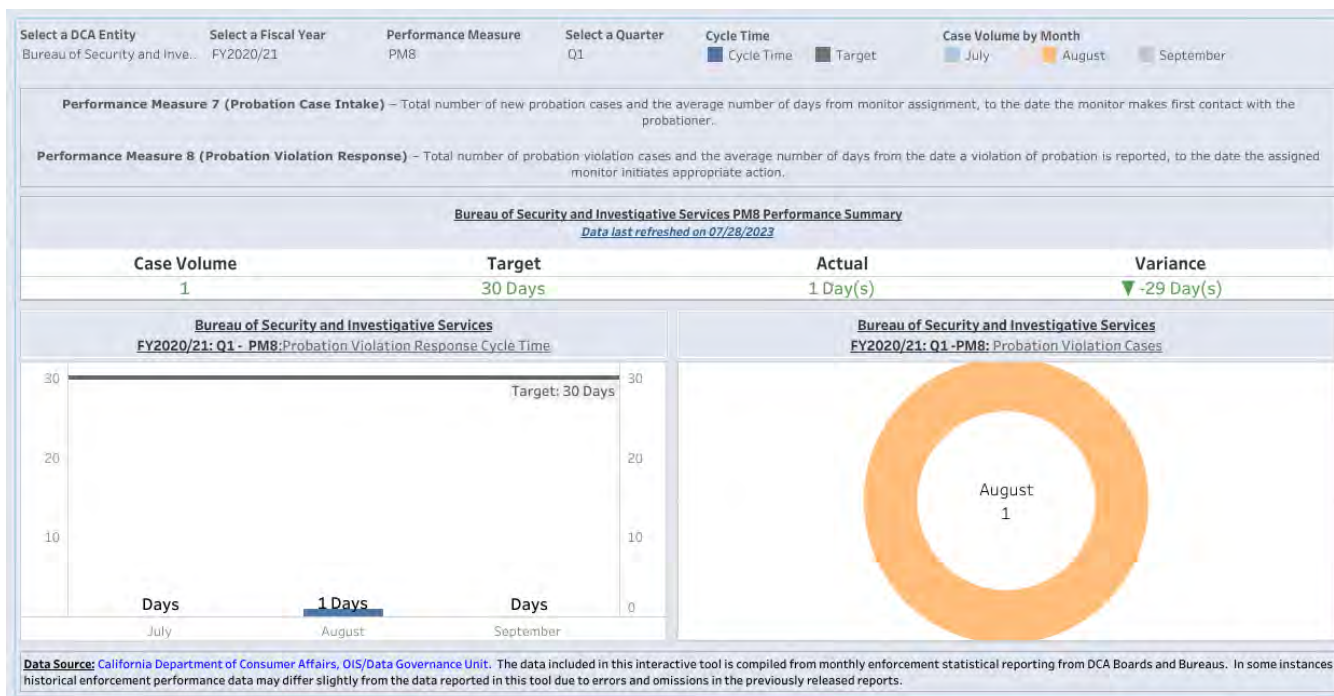 Select a DCA Entity Select a Fiscal Year Performance Measure Select a Quarter Cycle Time Case Volume by Month
Bureau of Security and Inve.. FY2020/21 PM8 Q1 Cycle Time Target July August September
Performance Measure 7 (Probation Case Intake) – Total number of new probation cases and the average number of days from monitor assignment, to the date the monitor makes first contact with the
probationer..
Performance Measure 8 (Probation Violation Response) – Total number of probation violation cases and the average number of days from the date a violation of probation is reported, to the date the assigned
monitor initiates appropriate action.
Bureau of Security and Investigative Services PM8 Performance Summary
Data last refreshed on 07/28/2023
Case Volume Target Actual Variance
1 30 Days 1 Day(s) ▼ -29 Day(s)
Bureau of Security and Investigative Services
FY2020/21: Q1 - PM8:Probation Violation Response Cycle Time
30 30
Target: 30 Days
20 20
10 10
Days 1 Days Days
0
July August September
Bureau of Security and Investigative Services
FY2020/21: Q1 -PM8: Probation Violation Cases
August
1
Data Source: California Department of Consumer Affairs, OIS/Data Governance Unit. The data included in this interactive tool is compiled from monthly enforcement statistical reporting from DCA Boards and Bureaus. In some instances
historical enforcement performance data may differ slightly from the data reported in this tool due to errors and omissions in the previously released reports.